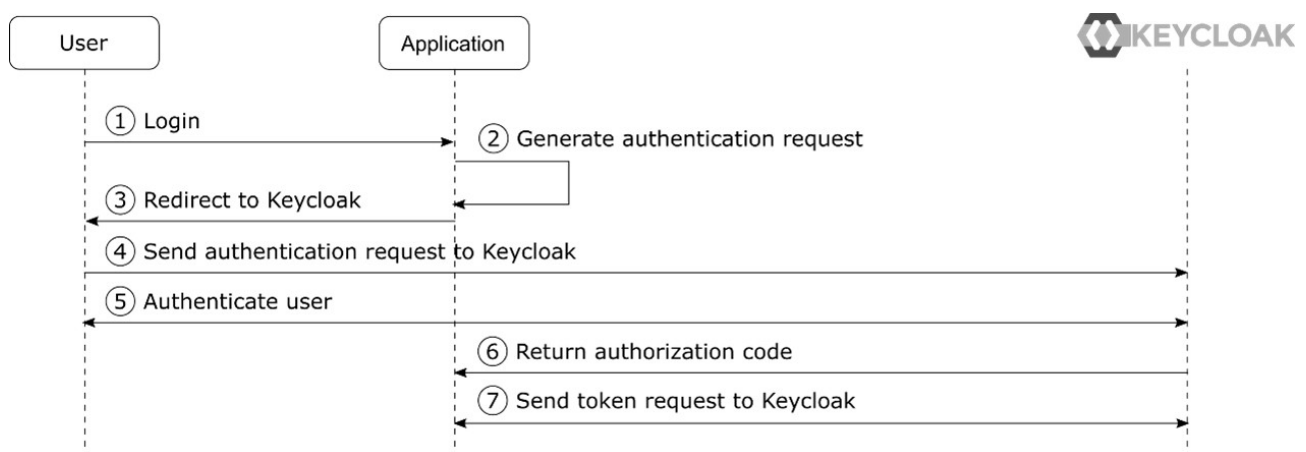 User
Application
KEYCLOAK
① Login
② Generate authentication request
③ Redirect to Keycloak
④ Send authentication request to Keycloak
⑤ Authenticate user
⑥ Return authorization code
⑦ Send token request to Keycloak